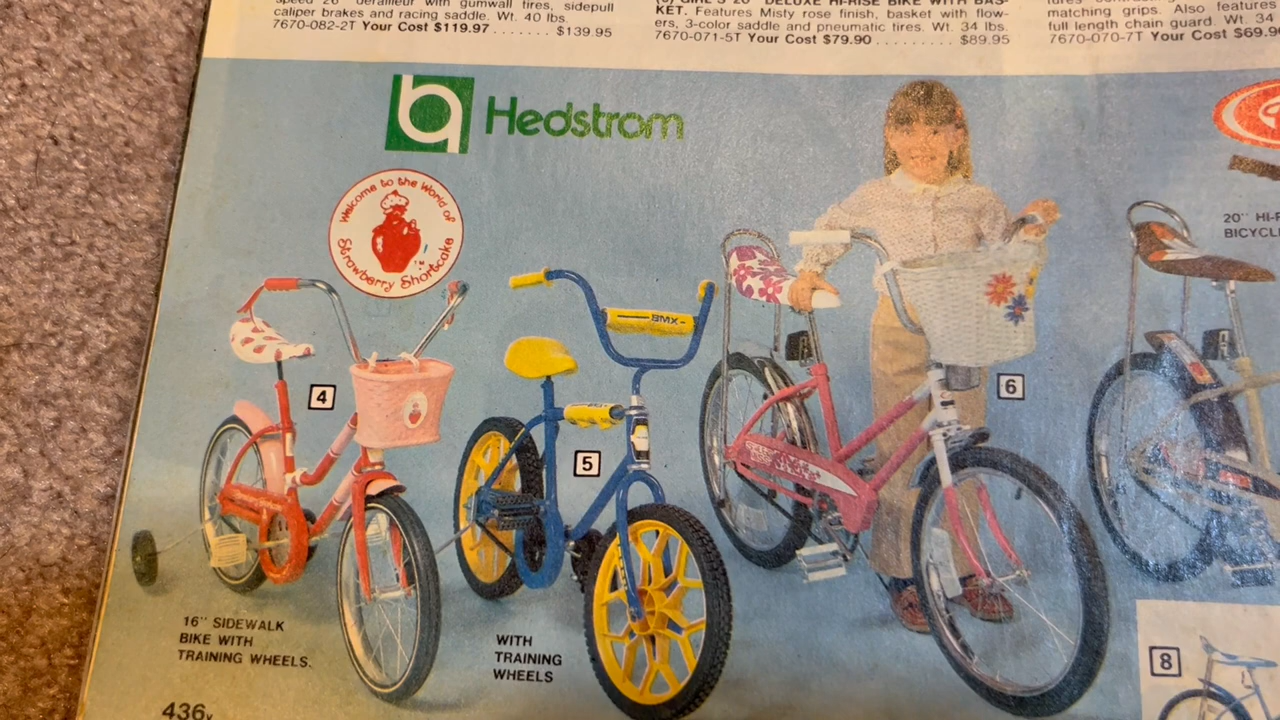 speed 26" derailleur with gumwall tires, sidepull
caliper brakes and racing saddle. Wt. 40 lbs.
7670-082-2T Your Cost $119.97 ....... $139.95
DELUXE HI-RISE BIKE WITH BAS-
KET. Features Misty rose finish, basket with flow-
ers, 3-color saddle and pneumatic tires. Wt. 34 lbs.
7670-071-5T Your Cost $79.90 ......... $89.95
matching grips. Also features
full length chain guard. Wt. 34
7670-070-7T Your Cost $69.9
Hedstrom
Welcome to the World of
Strawberry Shortcake
20" HI-
BICYCL
BMX
4
5
6
16" SIDEWALK
BIKE WITH
TRAINING WHEELS.
WITH
TRAINING
WHEELS
8
436